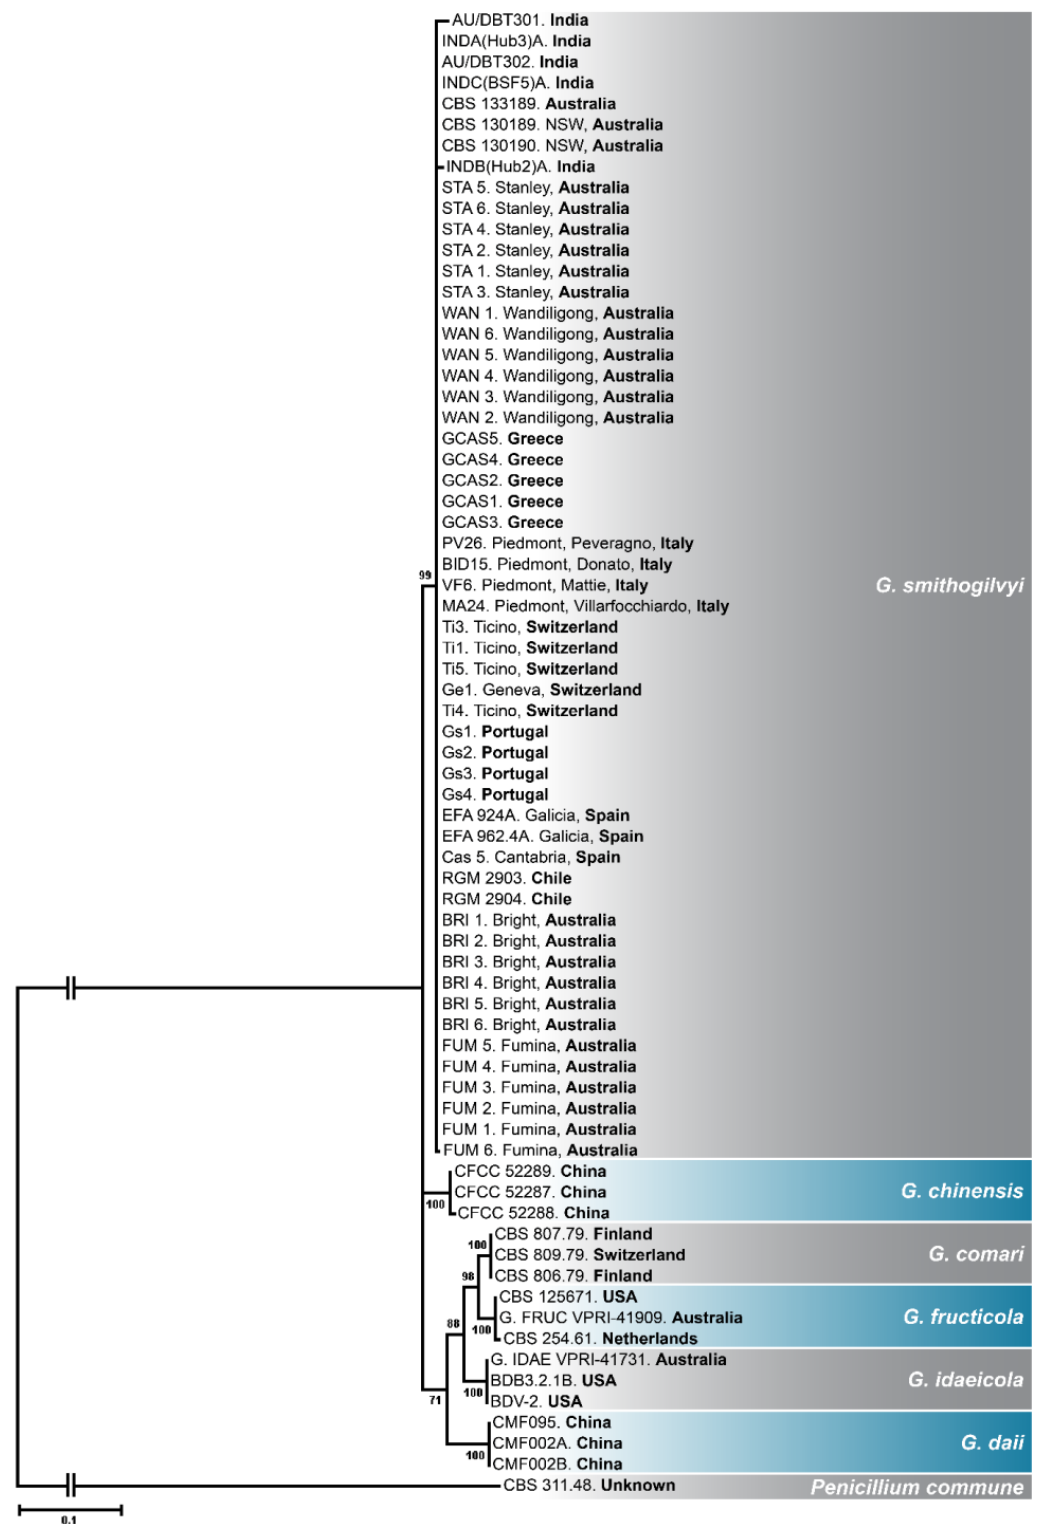 AU/DBT301. India
INDA(Hub3)A. India
AU/DBT302. India
INDC(BSF5)A. India
CBS 133189. Australia
CBS 130189. NSW, Australia
CBS 130190. NSW, Australia
INDB(Hub2)A. India
STA 5. Stanley, Australia
STA 6. Stanley, Australia
STA 4. Stanley, Australia
STA 2. Stanley, Australia
STA 1. Stanley, Australia
STA 3. Stanley, Australia
WAN 1. Wandiligong, Australia
WAN 6. Wandiligong, Australia
WAN 5. Wandiligong, Australia
WAN 4. Wandiligong, Australia
WAN 3. Wandiligong, Australia
WAN 2. Wandiligong, Australia
GCAS5. Greece
GCAS4. Greece
GCAS2. Greece
GCAS1. Greece
GCAS3. Greece
PV26. Piedmont, Peveragno, Italy
BID15. Piedmont, Donato, Italy
99
VF6. Piedmont, Mattie, Italy
G. smithogilvyi
MA24. Piedmont, Villarfocchiardo, Italy
Ti3. Ticino, Switzerland
Ti1. Ticino, Switzerland
Ti5. Ticino, Switzerland
Ge1. Geneva, Switzerland
Ti4. Ticino, Switzerland
Gs1. Portugal
Gs2. Portugal
Gs3. Portugal
Gs4. Portugal
EFA 924A. Galicia, Spain
EFA 962.4A. Galicia, Spain
Cas 5. Cantabria, Spain
RGM 2903. Chile
RGM 2904. Chile
BRI 1. Bright, Australia
BRI 2. Bright, Australia
BRI 3. Bright, Australia
BRI 4. Bright, Australia
BRI 5. Bright, Australia
BRI 6. Bright, Australia
FUM 5. Fumina, Australia
FUM 4. Fumina, Australia
FUM 3. Fumina, Australia
FUM 2. Fumina, Australia
FUM 1. Fumina, Australia
FUM 6. Fumina, Australia
CFCC 52289. China
CFCC 52287. China
G. chinensis
100
CFCC 52288. China
CBS 807.79. Finland
100
CBS 809.79. Switzerland
G. comari
98
CBS 806.79. Finland
CBS 125671. USA
G. FRUC VPRI-41909. Australia
G. fructicola
88
100
CBS 254.61. Netherlands
G. IDAE VPRI-41731. Australia
BDB3.2.1B. USA
G. idaeicola
100
71
BDV-2. USA
CMF095. China
CMF002A. China
G. daii
100
CMF002B. China
CBS 311.48. Unknown
Penicillium commune
0.1